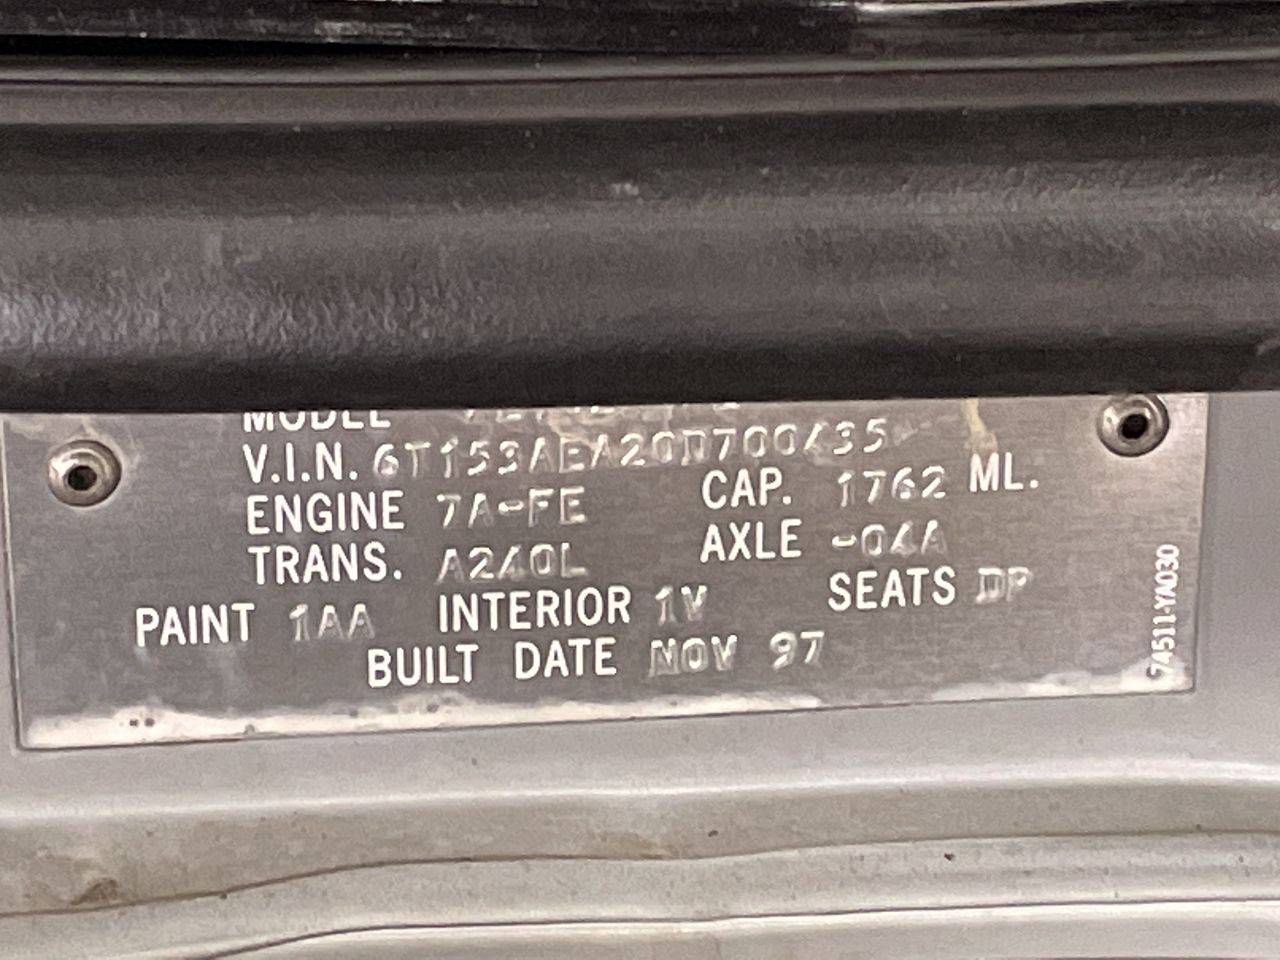 MODEL
V.I.N. 6T153AEA20D700435
ENGINE 7A-FE CAP. 1762 ML.
TRANS. A240L AXLE -04A
PAINT 1AA INTERIOR 1V SEATS DP
BUILT DATE NOV 97
74511-YA030